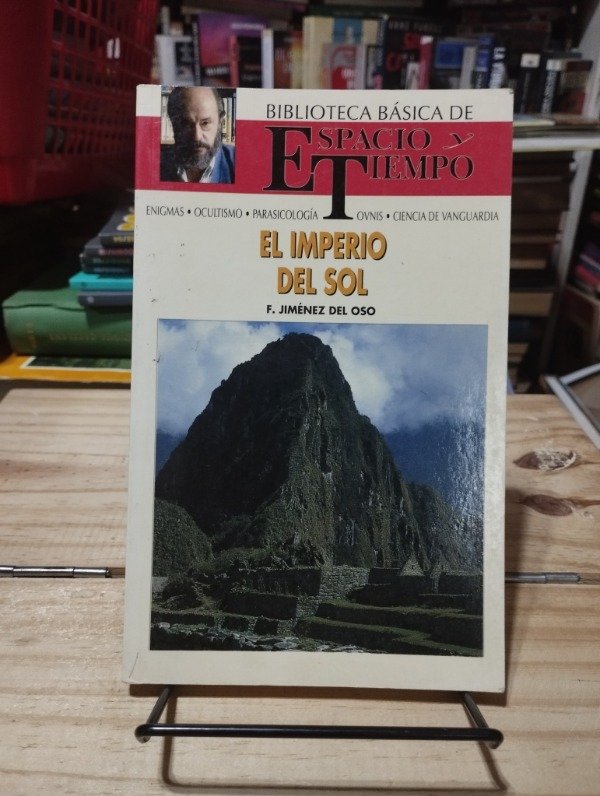 BIBLIOTECA BÁSICA DE
ESPACIO Y
TIEMPO
ENIGMAS • OCULTISMO • PARASICOLOGÍA OVNIS • CIENCIA DE VANGUARDIA
EL IMPERIO
DEL SOL
F. JIMÉNEZ DEL OSO